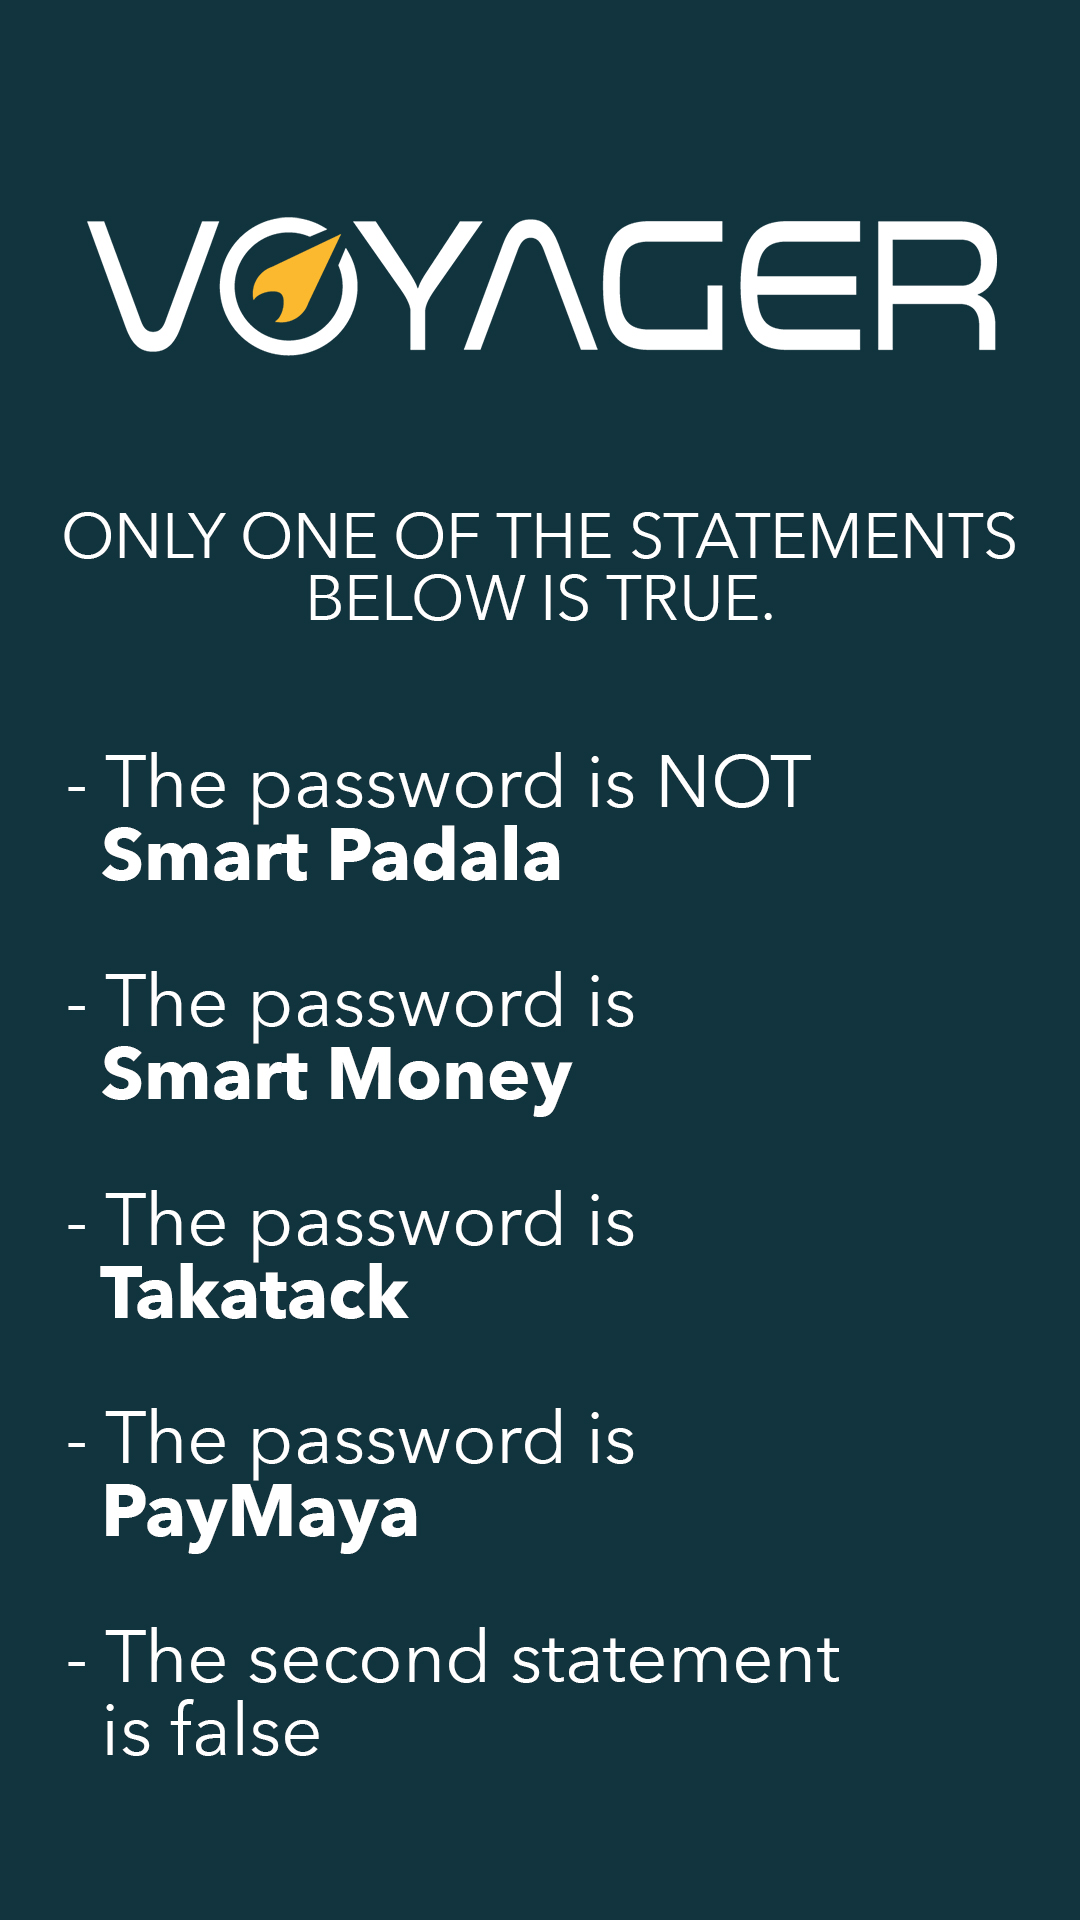 VOYAGER
ONLY ONE OF THE STATEMENTS
BELOW IS TRUE.
- The password is NOT
Smart Padala
- The password is
Smart Money
- The password is
Takatack
- The password is
PayMaya
- The second statement
is false